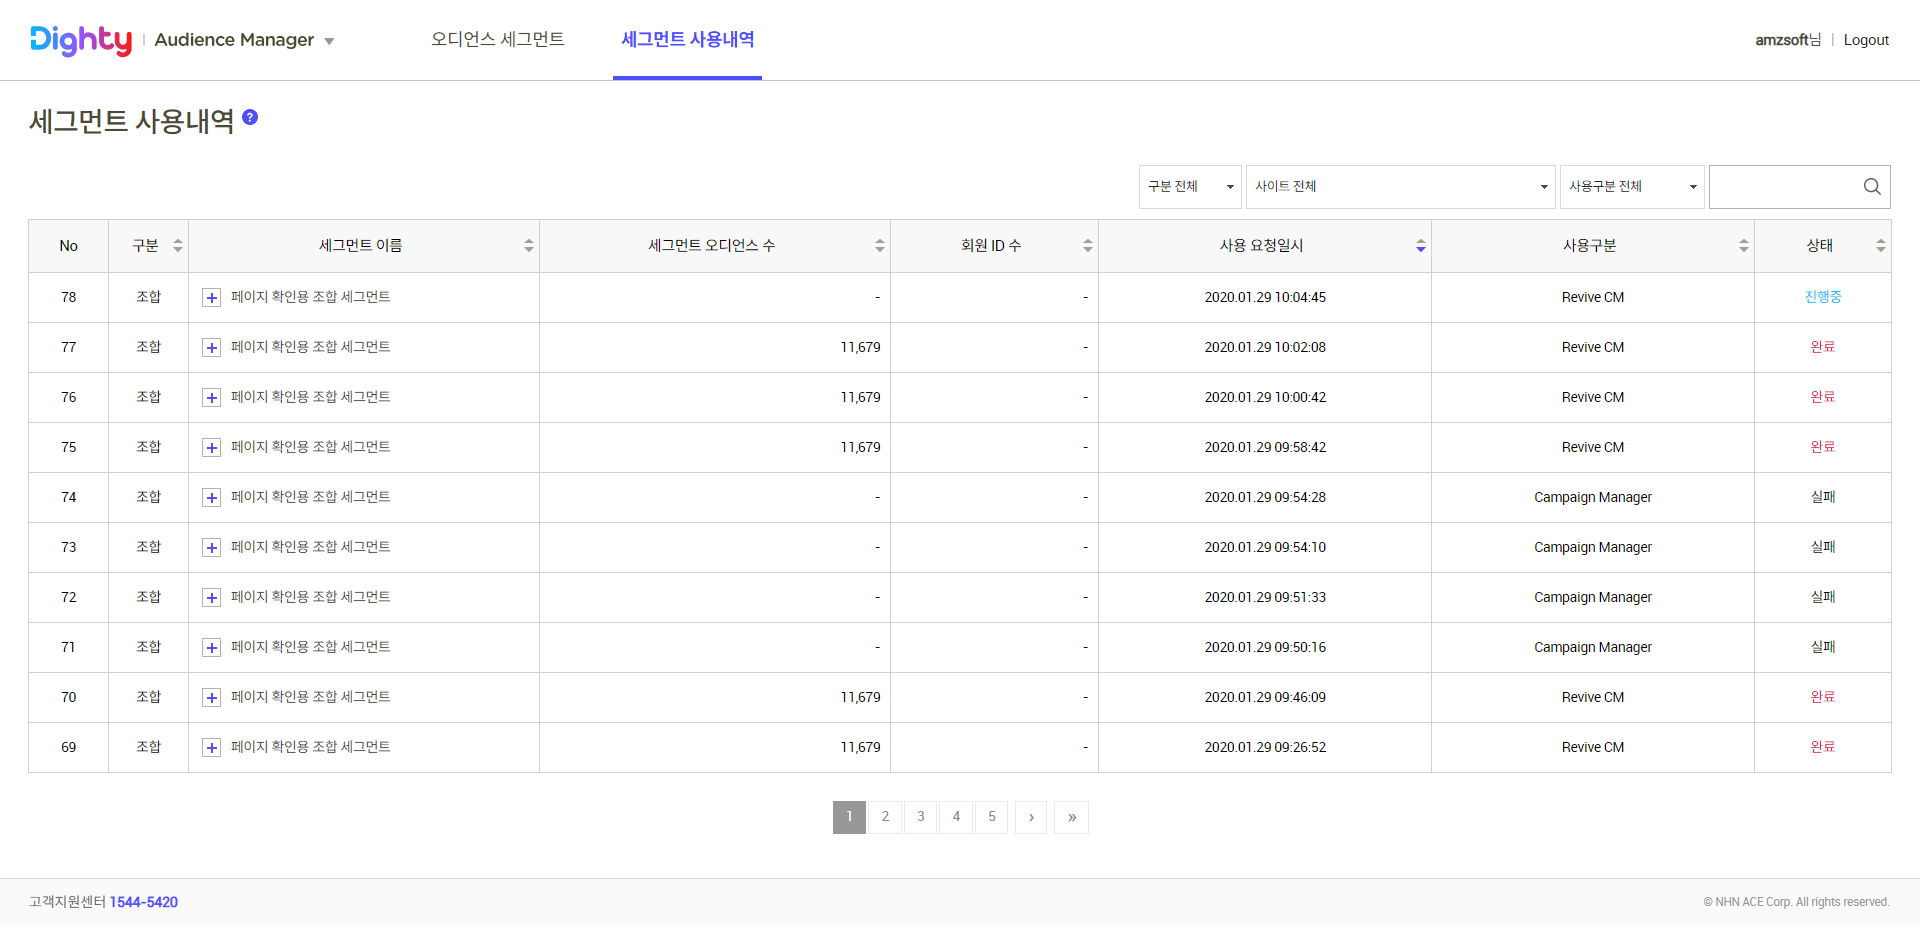 Dighty | Audience Manager 오디언스 세그먼트 세그먼트 사용내역 amzsoft님 | Logout
세그먼트 사용내역 ?
구분 전체 사이트 전체 사용구분 전체
No 구분 세그먼트 이름 세그먼트 오디언스 수 회원 ID 수 사용 요청일시 사용구분 상태
78 조합 + 페이지 확인용 조합 세그먼트 - - 2020.01.29 10:04:45 Revive CM 진행중
77 조합 + 페이지 확인용 조합 세그먼트 11,679 - 2020.01.29 10:02:08 Revive CM 완료
76 조합 + 페이지 확인용 조합 세그먼트 11,679 - 2020.01.29 10:00:42 Revive CM 완료
75 조합 + 페이지 확인용 조합 세그먼트 11,679 - 2020.01.29 09:58:42 Revive CM 완료
74 조합 + 페이지 확인용 조합 세그먼트 - - 2020.01.29 09:54:28 Campaign Manager 실패
73 조합 + 페이지 확인용 조합 세그먼트 - - 2020.01.29 09:54:10 Campaign Manager 실패
72 조합 + 페이지 확인용 조합 세그먼트 - - 2020.01.29 09:51:33 Campaign Manager 실패
71 조합 + 페이지 확인용 조합 세그먼트 - - 2020.01.29 09:50:16 Campaign Manager 실패
70 조합 + 페이지 확인용 조합 세그먼트 11,679 - 2020.01.29 09:46:09 Revive CM 완료
69 조합 + 페이지 확인용 조합 세그먼트 11,679 - 2020.01.29 09:26:52 Revive CM 완료
1 2 3 4 5 › »
고객지원센터 1544-5420 © NHN ACE Corp. All rights reserved.